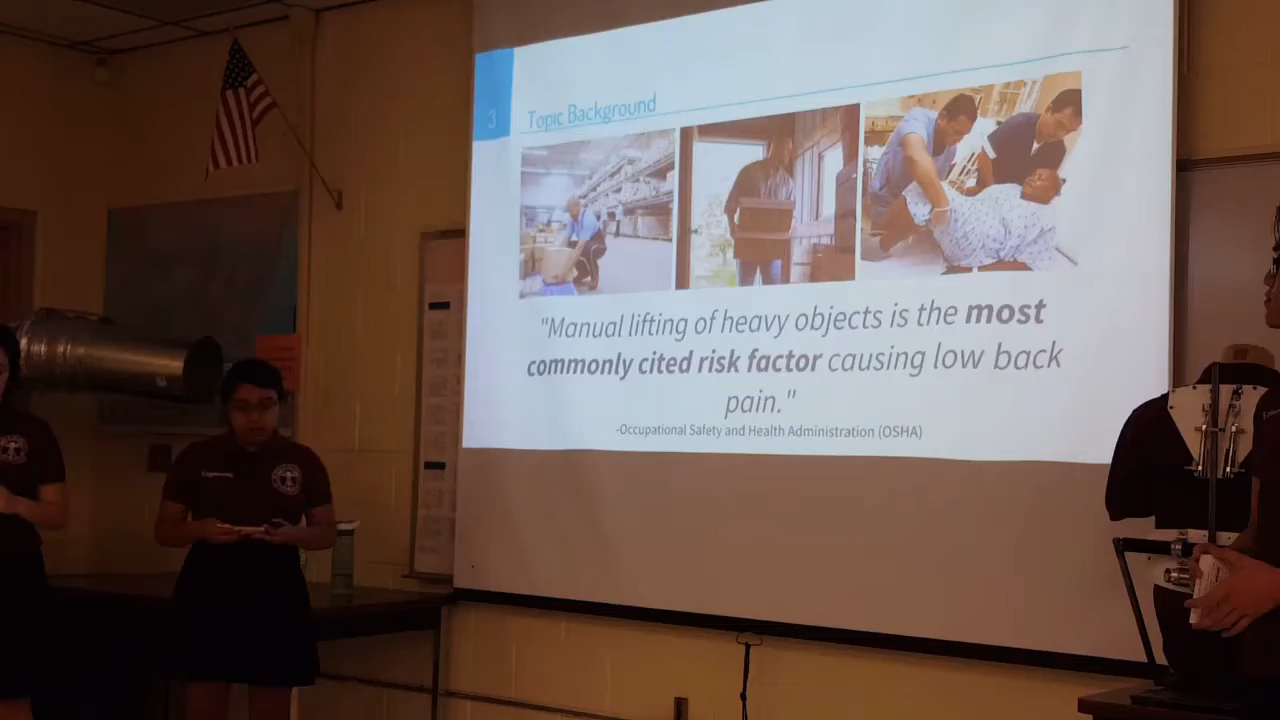 3
Topic Background
"Manual lifting of heavy objects is the most
commonly cited risk factor causing low back
pain."
-Occupational Safety and Health Administration (OSHA)
Engineering